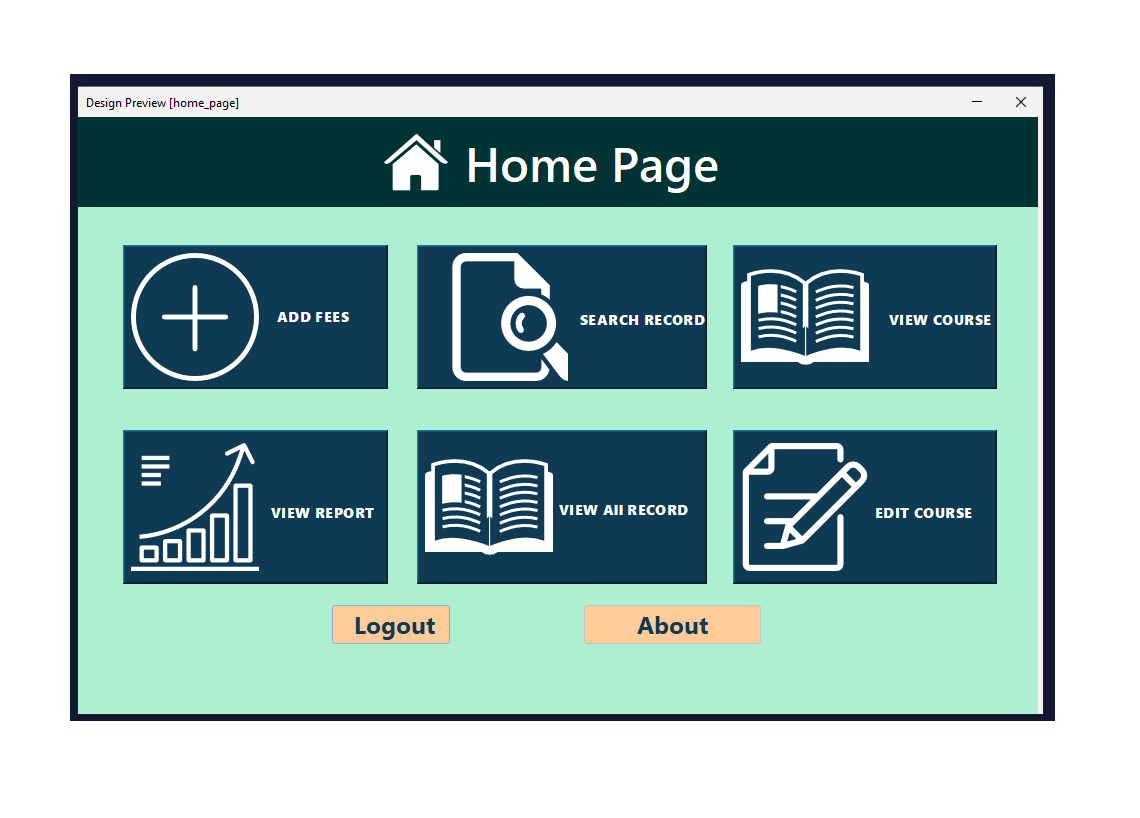 Design Preview [home_page]
Home Page
ADD FEES
SEARCH RECORD
VIEW COURSE
VIEW REPORT
VIEW All RECORD
EDIT COURSE
Logout
About